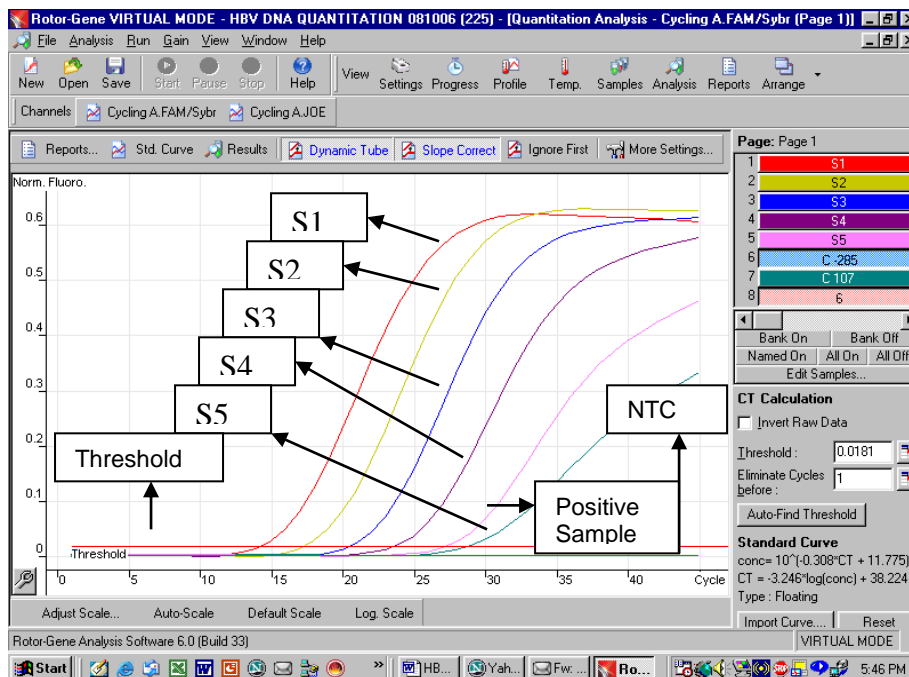 Rotor-Gene VIRTUAL MODE - HBV DNA QUANTITATION 081006 (225) - [Quantitation Analysis - Cycling A.FAM/Sybr (Page 1)]
File Analysis Run Gain View Window Help
New Open Save Start Pause Stop Help View Settings Progress Profile Temp. Samples Analysis Reports Arrange
Channels Cycling A.FAM/Sybr Cycling A.JOE
Reports... Std. Curve Results Dynamic Tube Slope Correct Ignore First More Settings...
Norm. Fluoro.
0.6
0.5
0.4
0.3
0.2
0.1
0
S1
S2
S3
S4
S5
Threshold
NTC
Positive
Sample
Threshold
0 5 10 15 20 25 30 35 40 Cycle
Adjust Scale... Auto-Scale Default Scale Log. Scale
Page: Page 1
1 S1
2 S2
3 S3
4 S4
5 S5
6 C -285
7 C 107
8 6
Bank On Bank Off
Named On All On All Off
Edit Samples...
CT Calculation
Invert Raw Data
Threshold : 0.0181
Eliminate Cycles before : 1
Auto-Find Threshold
Standard Curve
conc= 10^(-0.308*CT + 11.775)
CT = -3.246*log(conc) + 38.224
Type : Floating
Import Curve.... Reset
Rotor-Gene Analysis Software 6.0 (Build 33) VIRTUAL MODE
Start » HB... Yah... Fw: ... Ro... 5:46 PM